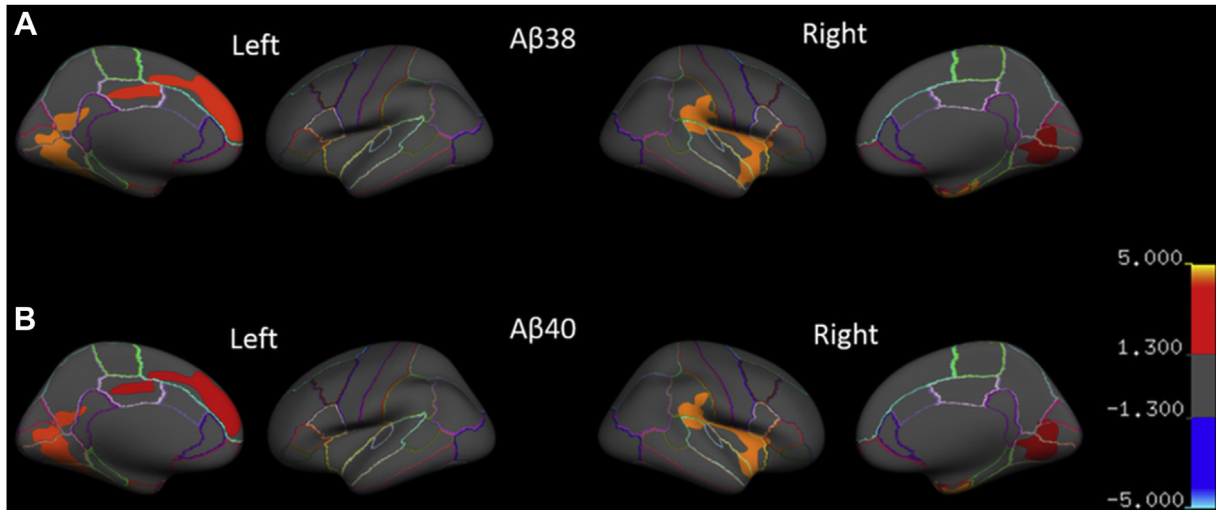 A
Left
Aβ38
Right
5.000
1.300
-1.300
-5.000
B
Left
Aβ40
Right